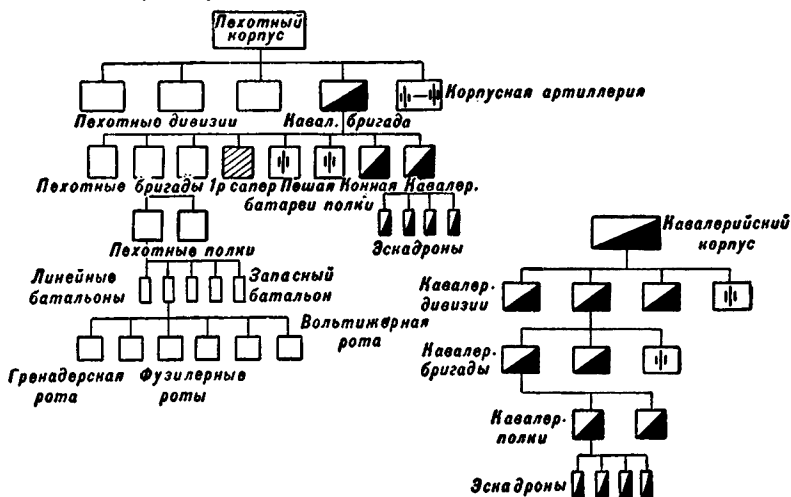 Пехотный
корпус
Корпусная артиллерия
Пехотные дивизии Кавал. бригада
Пехотные бригады 1р сапер Пешая Конная Кавалер.
батареи полки
Эскадроны
Пехотные полки
Линейные
батальоны
Запасный
батальон
Вольтижерная
рота
Гренадерская
рота
Фузилерные
роты
Кавалерийский
корпус
Кавалер.
дивизии
Кавалер.
бригады
Кавалер.
полки
Эскадроны